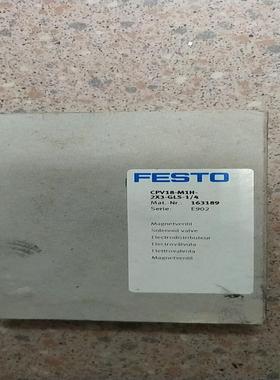 FESTO
CPV18-M1H-
2X3-GLS-1/4
Mat. Nr.: 163189
Serie: E902
Magnetventil
Solenoid valve
Electrodistributeur
Electroválvula
Elettrovalvola
Magnetventil